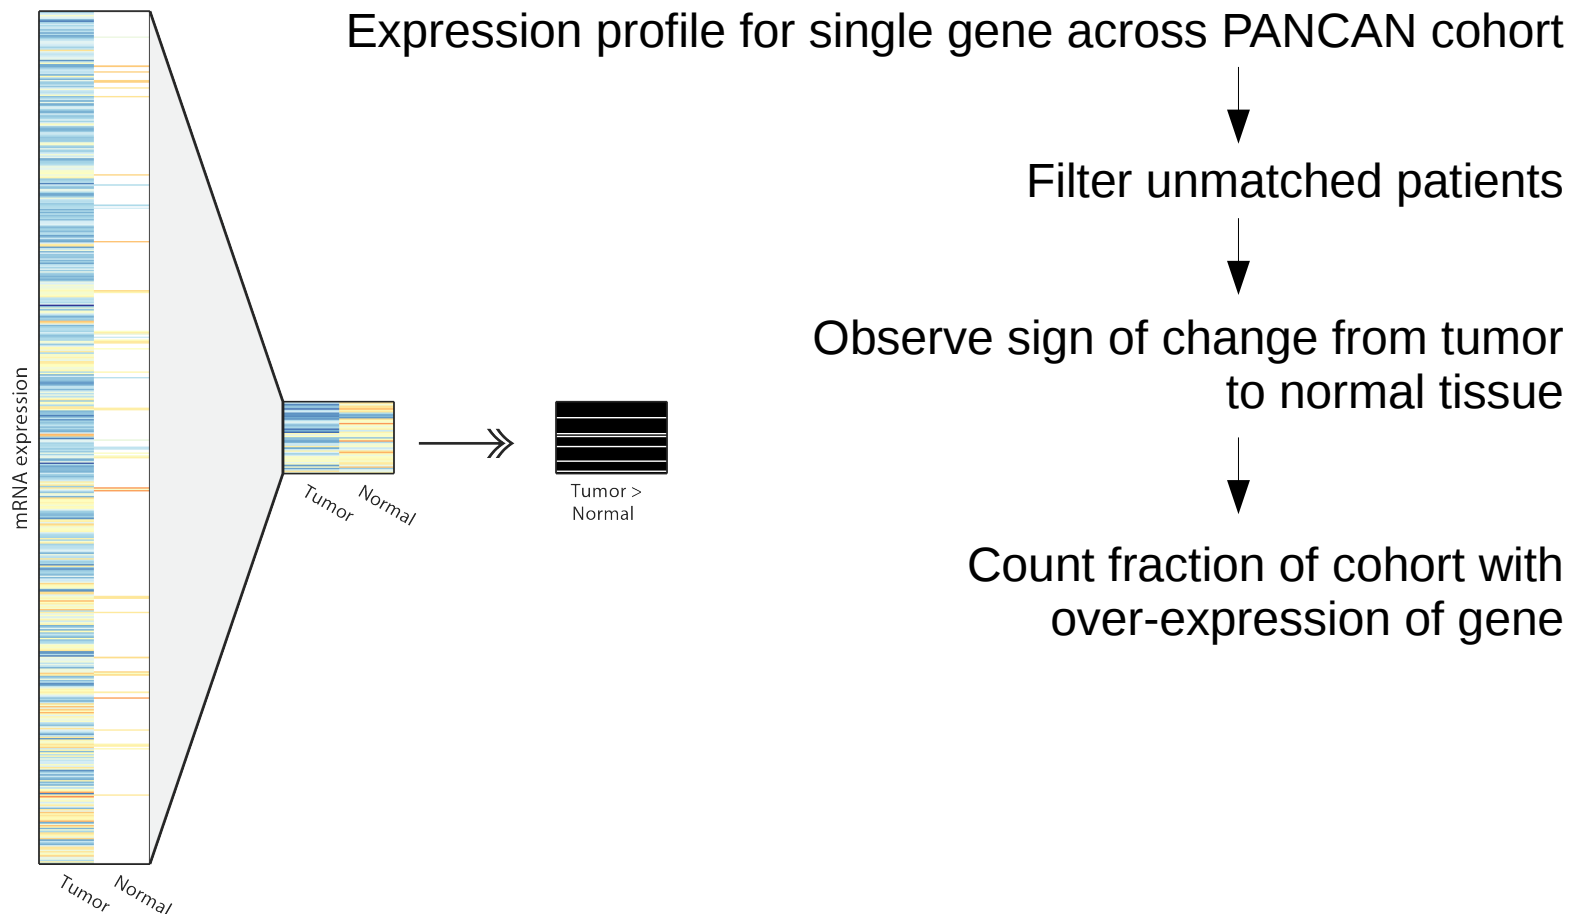 Expression profile for single gene across PANCAN cohort
Filter unmatched patients
Observe sign of change from tumor
to normal tissue
Count fraction of cohort with
over-expression of gene
mRNA expression
Tumor
Normal
Tumor
Normal
Tumor >
Normal